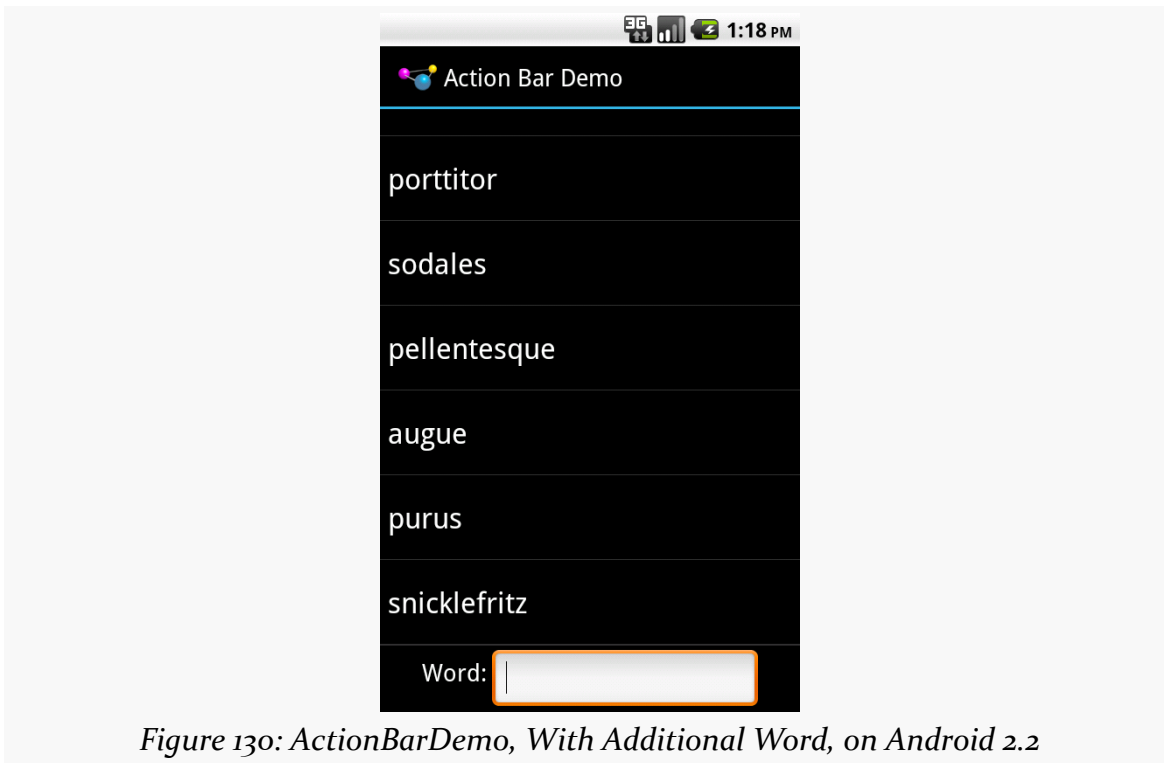 3G 1:18 PM
Action Bar Demo
porttitor
sodales
pellentesque
augue
purus
snicklefritz
Word:
Figure 130: ActionBarDemo, With Additional Word, on Android 2.2